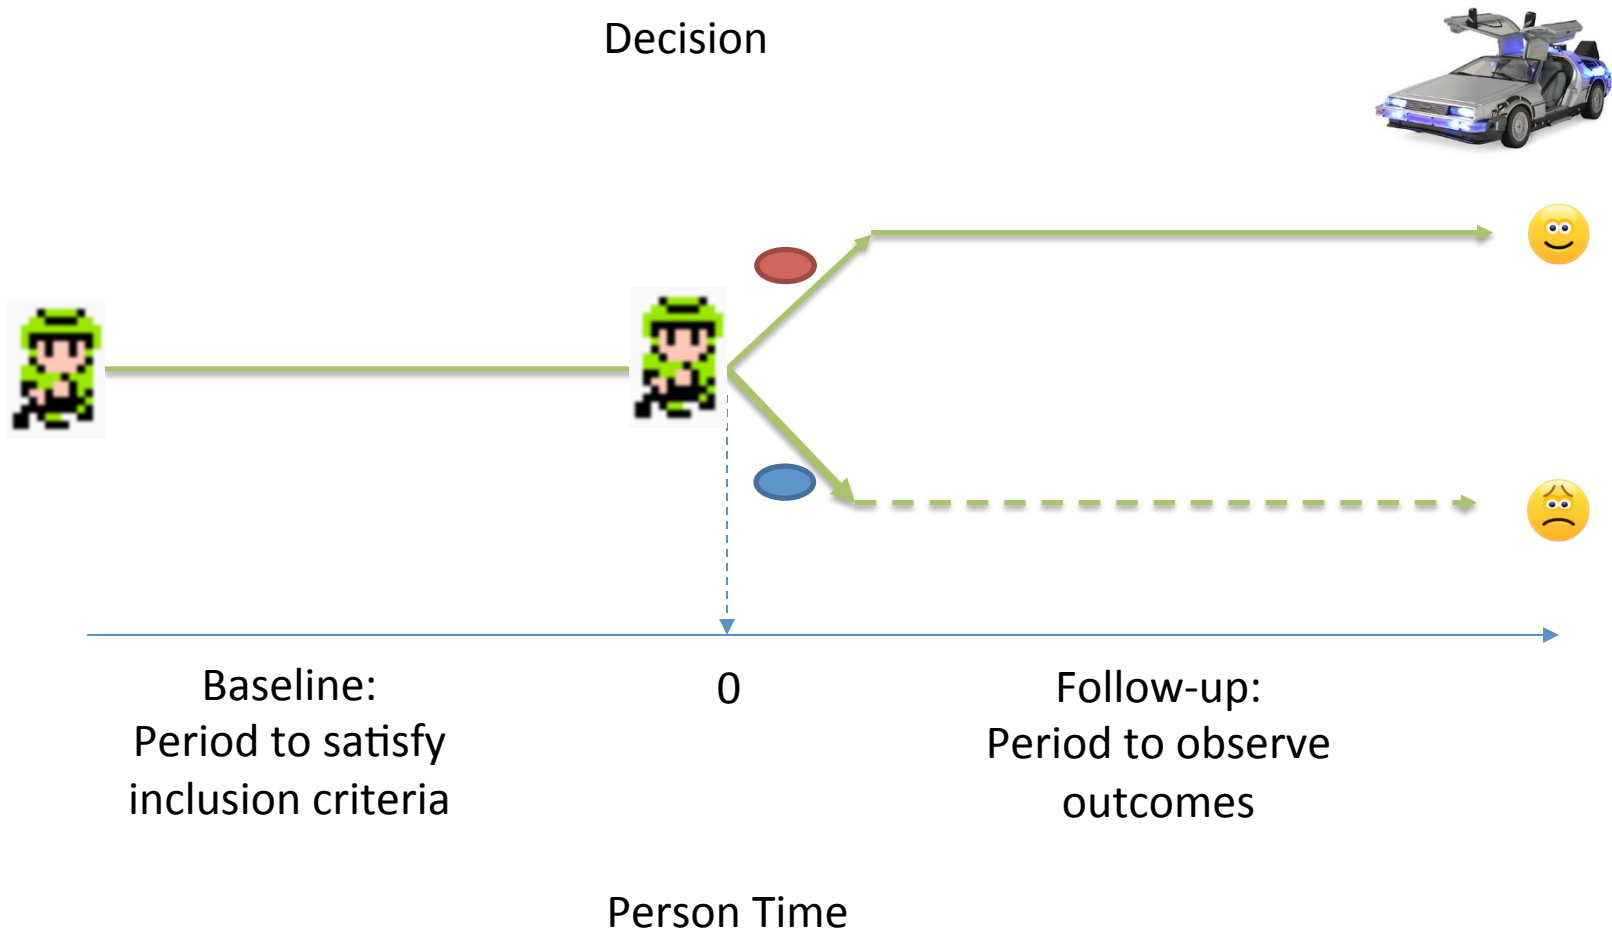 Decision
Baseline:
Period to satisfy
inclusion criteria
0
Follow-up:
Period to observe
outcomes
Person Time